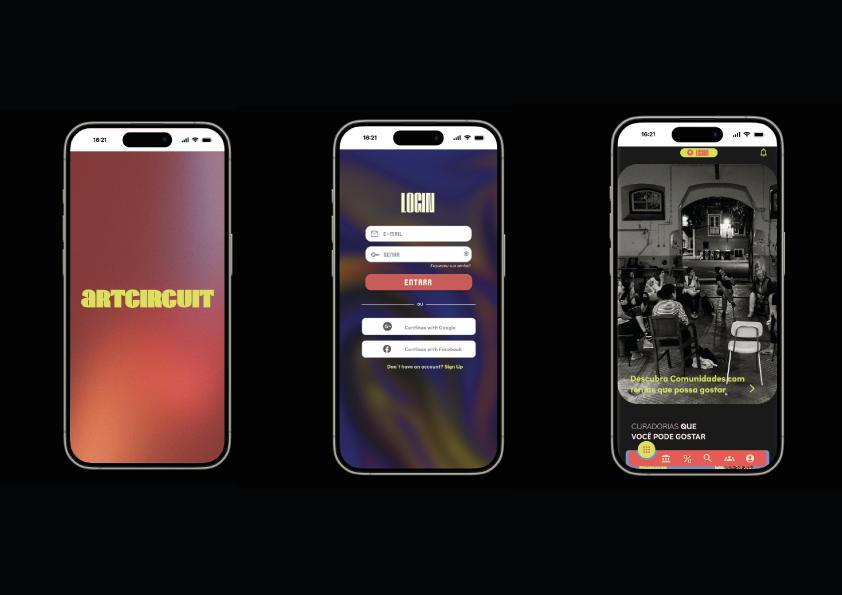 16:21
ARTCIRCUIT
16:21
LOGIN
E-MAIL
SENHA
Esqueceu sua senha?
ENTRAR
OU
G+
Continue with Google
Continue with Facebook
Don't have an account? Sign Up
16:21
Descubra Comunidades com
temas que possa gostar
CURADORIAS QUE
VOCÊ PODE GOSTAR